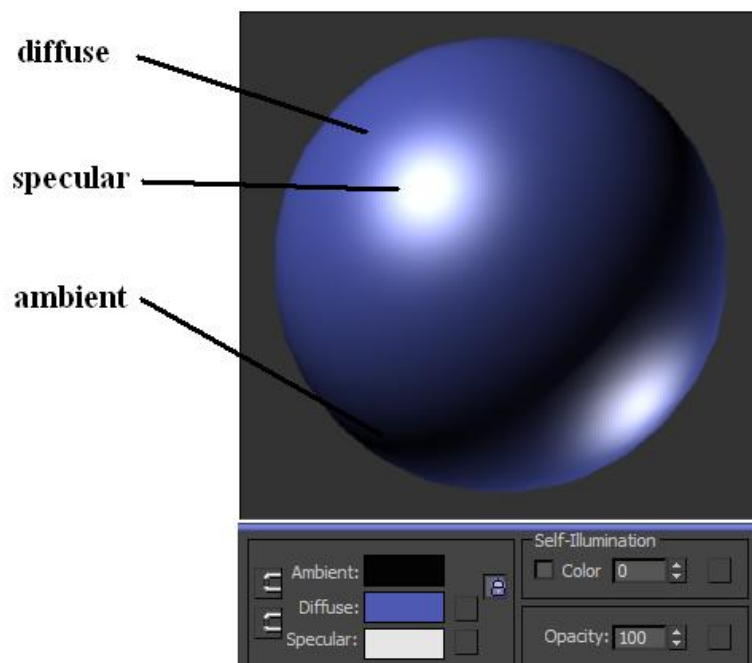 diffuse
specular
ambient
Self-Illumination
Ambient:
Color 0
Diffuse:
Specular:
Opacity: 100